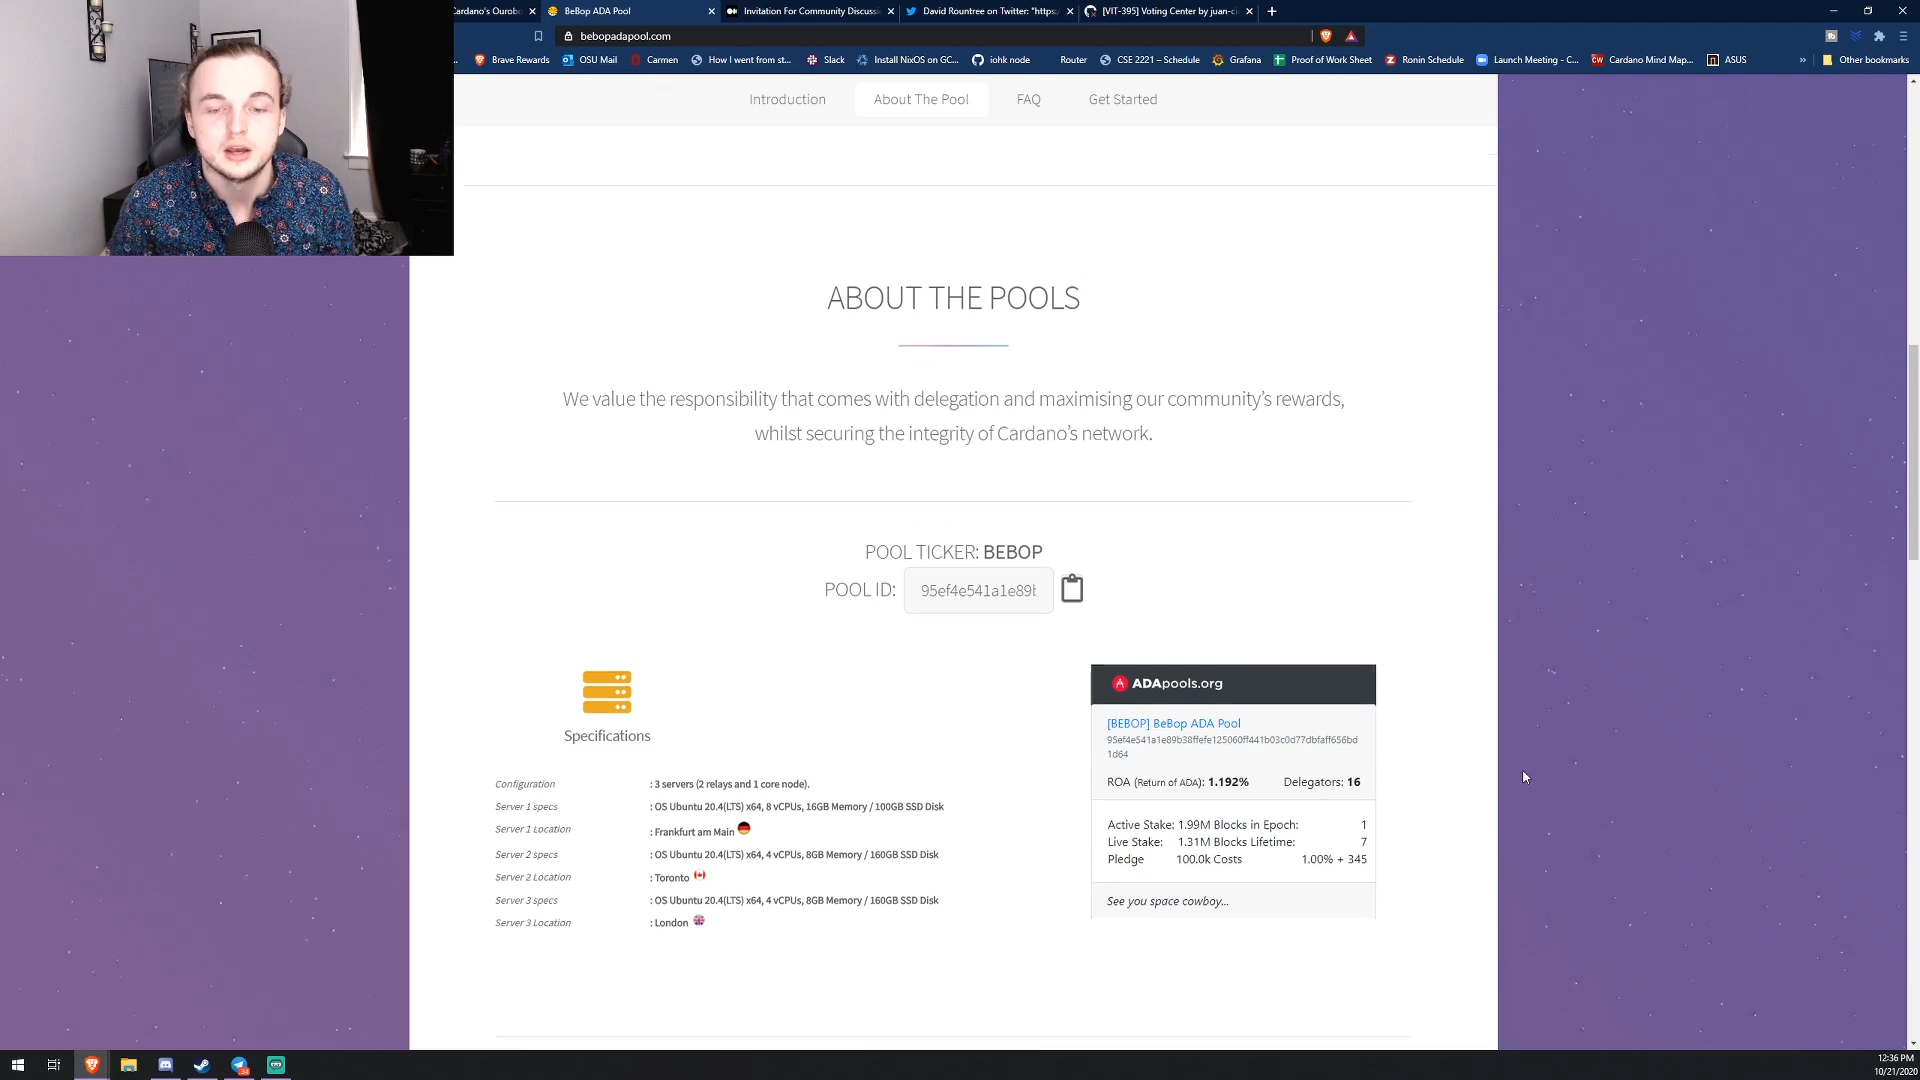 Cardano's Ourobo
BeBop ADA Pool
Invitation For Community Discussi
David Rountree on Twitter: "https:/
[VIT-395] Voting Center by juan-ci
bebopadapool.com
Brave Rewards
OSU Mail
Carmen
How I went from st...
Slack
Install NixOS on GC...
iohk node
Router
CSE 2221 – Schedule
Grafana
Proof of Work Sheet
Ronin Schedule
Launch Meeting - C...
Cardano Mind Map...
ASUS
»
Other bookmarks
Introduction
About The Pool
FAQ
Get Started
ABOUT THE POOLS
We value the responsibility that comes with delegation and maximising our community's rewards,
whilst securing the integrity of Cardano's network.
POOL TICKER: BEBOP
POOL ID: 95ef4e541a1e89b
Specifications
Configuration : 3 servers (2 relays and 1 core node).
Server 1 specs : OS Ubuntu 20.4(LTS) x64, 8 vCPUs, 16GB Memory / 100GB SSD Disk
Server 1 Location : Frankfurt am Main
Server 2 specs : OS Ubuntu 20.4(LTS) x64, 4 vCPUs, 8GB Memory / 160GB SSD Disk
Server 2 Location : Toronto
Server 3 specs : OS Ubuntu 20.4(LTS) x64, 4 vCPUs, 8GB Memory / 160GB SSD Disk
Server 3 Location : London
ADApools.org
[BEBOP] BeBop ADA Pool
95ef4e541a1e89b38ffefe125060ff441b03c0d77dbfaff656bd
1d64
ROA (Return of ADA): 1.192% Delegators: 16
Active Stake: 1.99M Blocks in Epoch: 1
Live Stake: 1.31M Blocks Lifetime: 7
Pledge 100.0k Costs 1.00% + 345
See you space cowboy...
12:36 PM
10/21/2020